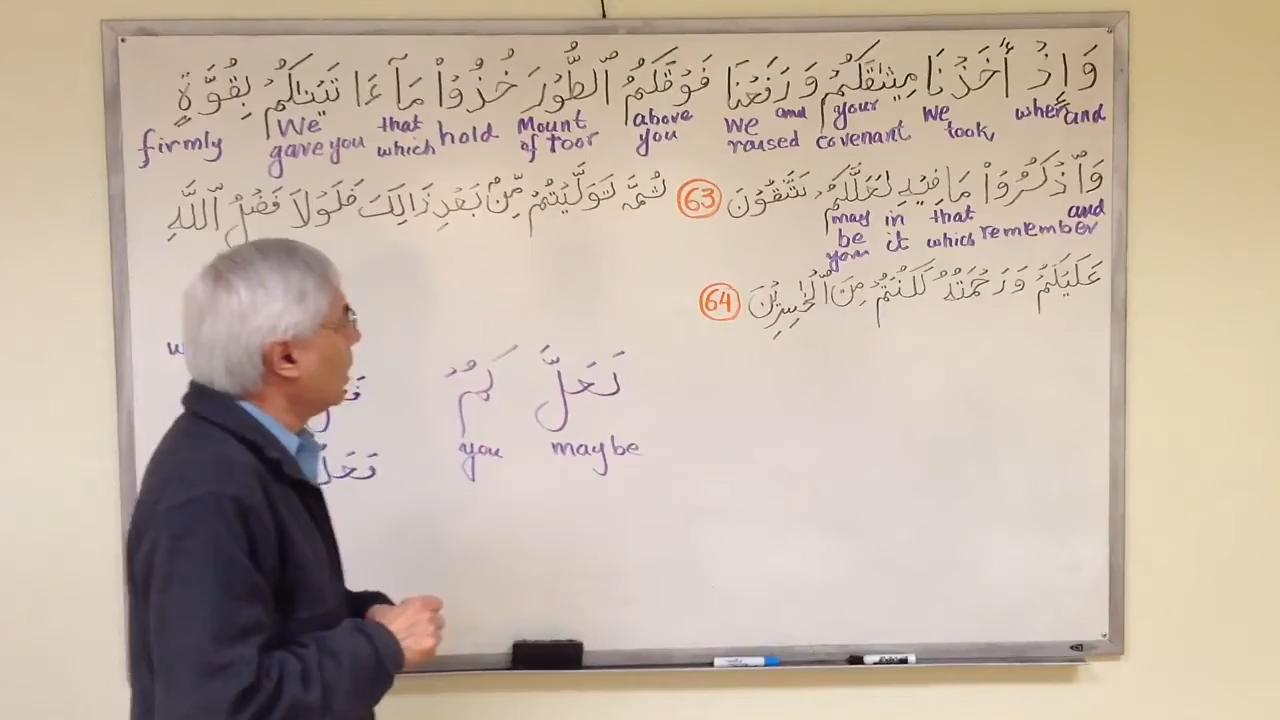 وَإِذْ أَخَذْنَا مِيثَٰقَكُمْ وَرَفَعْنَا فَوْقَكُمُ ٱلطُّورَ خُذُوا۟ مَآ ءَاتَيْنَٰكُمْ بِقُوَّةٍ
and when We took your covenant and We raised above you Mount of Toor hold that which We gave you firmly
وَٱذْكُرُوا۟ مَا فِيهِ لَعَلَّكُمْ تَتَّقُونَ 63 ثُمَّ تَوَلَّيْتُمْ مِّنْ بَعْدِ ذَٰلِكَ فَلَوْلَا فَضْلُ ٱللَّهِ
and remember that which in it may be you
عَلَيْكُمْ وَرَحْمَتُهُ لَكُنْتُمْ مِنَ ٱلْخَٰسِرِينَ 64
لَعَلَّ كُمْ
maybe you